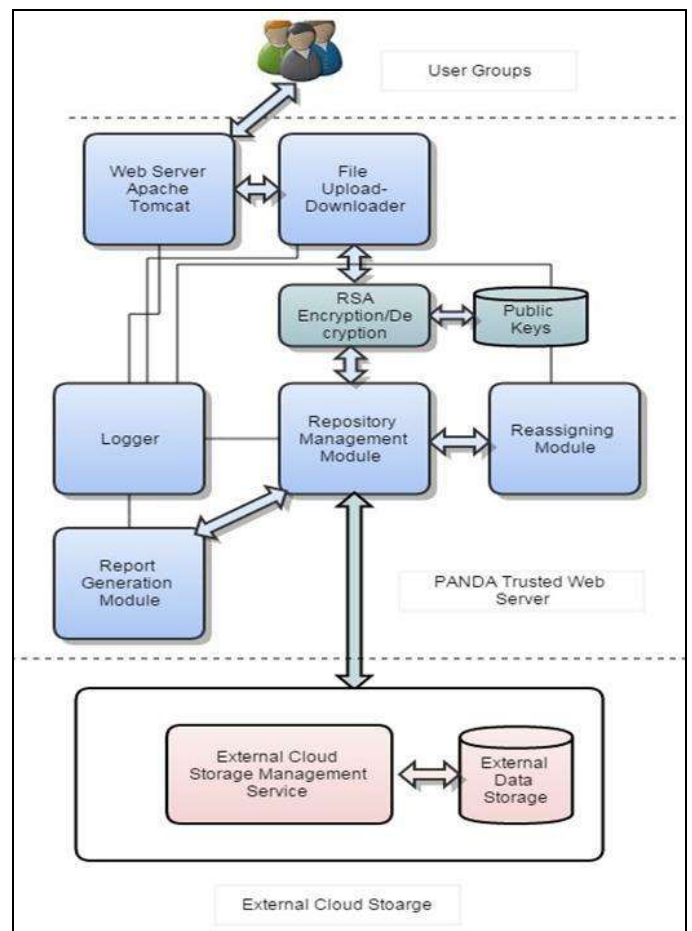 User Groups
Web Server
Apache
Tomcat
File
Upload-
Downloader
RSA
Encryption/De
cryption
Public
Keys
Logger
Repository
Management
Module
Reassigning
Module
Report
Generation
Module
PANDA Trusted Web
Server
External Cloud
Storage Management
Service
External
Data
Storage
External Cloud Stoarge